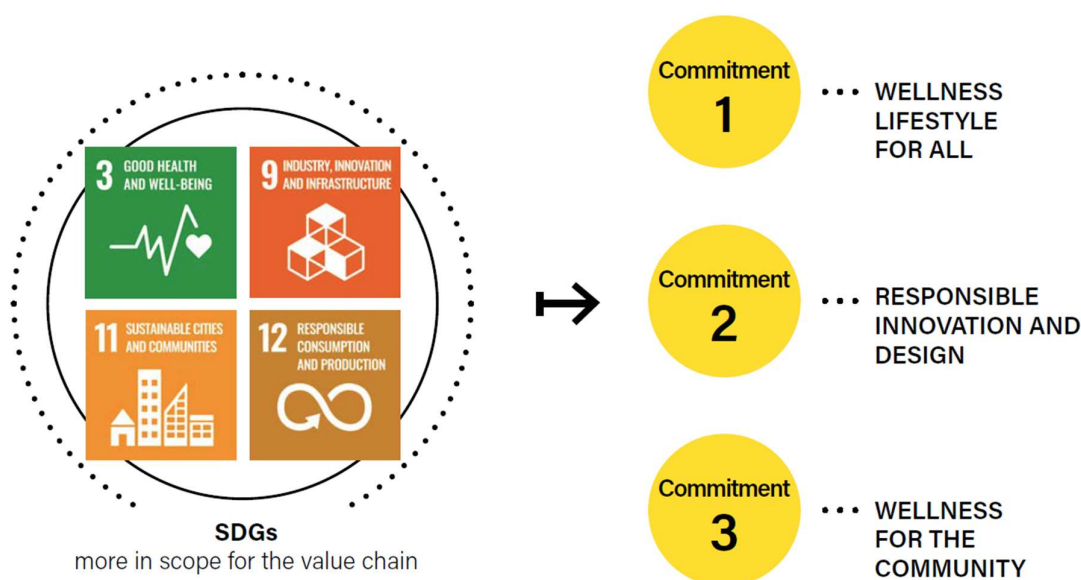 3 GOOD HEALTH
AND WELL-BEING
9 INDUSTRY, INNOVATION
AND INFRASTRUCTURE
11 SUSTAINABLE CITIES
AND COMMUNITIES
12 RESPONSIBLE
CONSUMPTION
AND PRODUCTION
SDGs
more in scope for the value chain
Commitment
1
WELLNESS
LIFESTYLE
FOR ALL
Commitment
2
RESPONSIBLE
INNOVATION AND
DESIGN
Commitment
3
WELLNESS
FOR THE
COMMUNITY